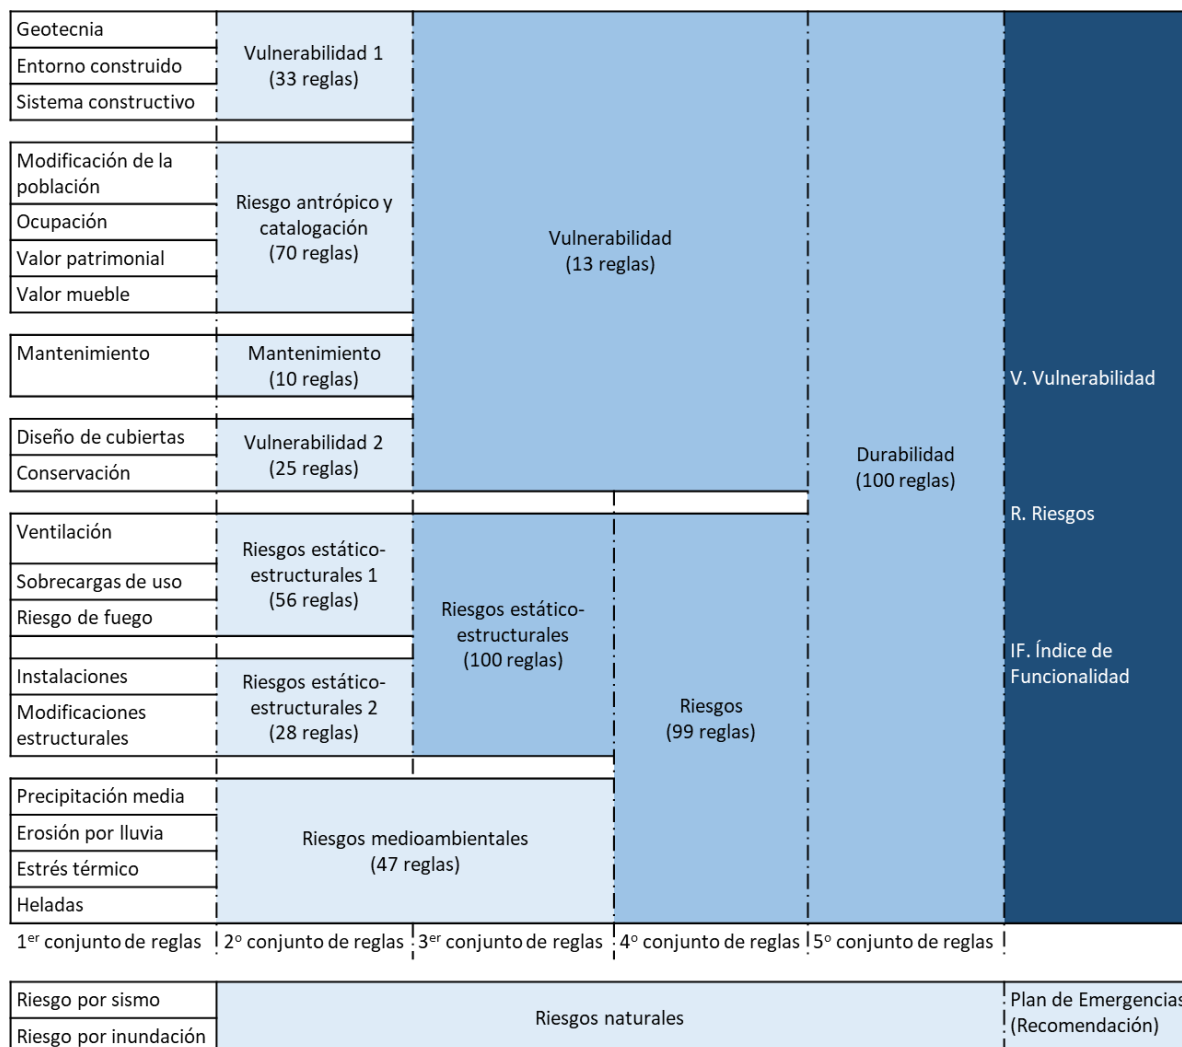 Geotecnia
Entorno construido
Sistema constructivo
Vulnerabilidad 1
(33 reglas)
Modificación de la
población
Ocupación
Valor patrimonial
Valor mueble
Riesgo antrópico y
catalogación
(70 reglas)
Mantenimiento
Mantenimiento
(10 reglas)
Diseño de cubiertas
Conservación
Vulnerabilidad 2
(25 reglas)
Vulnerabilidad
(13 reglas)
Ventilación
Sobrecargas de uso
Riesgo de fuego
Riesgos estático-
estructurales 1
(56 reglas)
Instalaciones
Modificaciones
estructurales
Riesgos estático-
estructurales 2
(28 reglas)
Riesgos estático-
estructurales
(100 reglas)
Precipitación media
Erosión por lluvia
Estrés térmico
Heladas
Riesgos medioambientales
(47 reglas)
Riesgos
(99 reglas)
Durabilidad
(100 reglas)
V. Vulnerabilidad
R. Riesgos
IF. Índice de
Funcionalidad
1er conjunto de reglas
2º conjunto de reglas
3er conjunto de reglas
4º conjunto de reglas
5º conjunto de reglas
Riesgo por sismo
Riesgo por inundación
Riesgos naturales
Plan de Emergencias
(Recomendación)